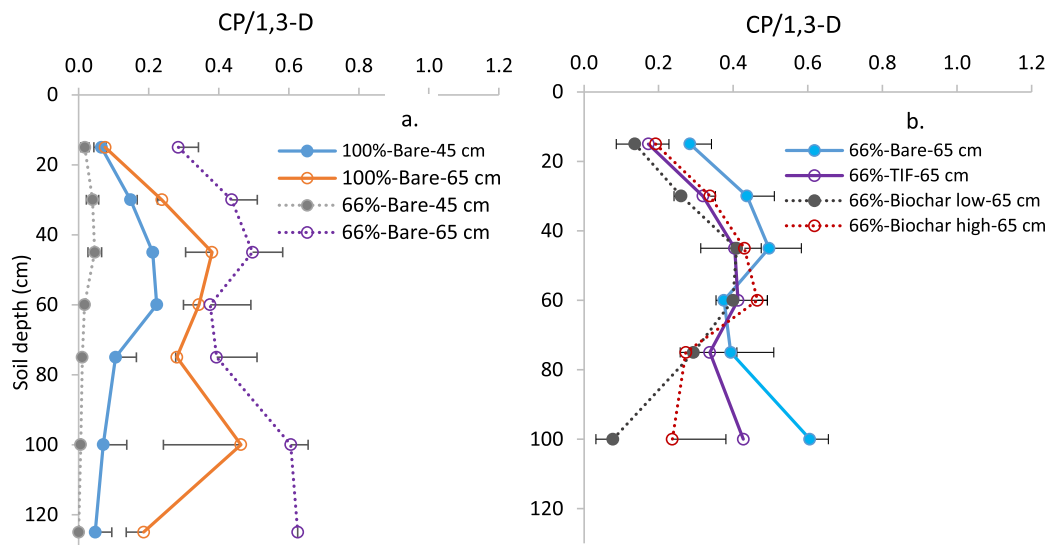 CP/1,3-D
0.0 0.2 0.4 0.6 0.8 1.0 1.2
0
20
40
60
80
100
120
Soil depth (cm)
a.
100%-Bare-45 cm
100%-Bare-65 cm
66%-Bare-45 cm
66%-Bare-65 cm
CP/1,3-D
0.0 0.2 0.4 0.6 0.8 1.0 1.2
0
20
40
60
80
100
120
b.
66%-Bare-65 cm
66%-TIF-65 cm
66%-Biochar low-65 cm
66%-Biochar high-65 cm